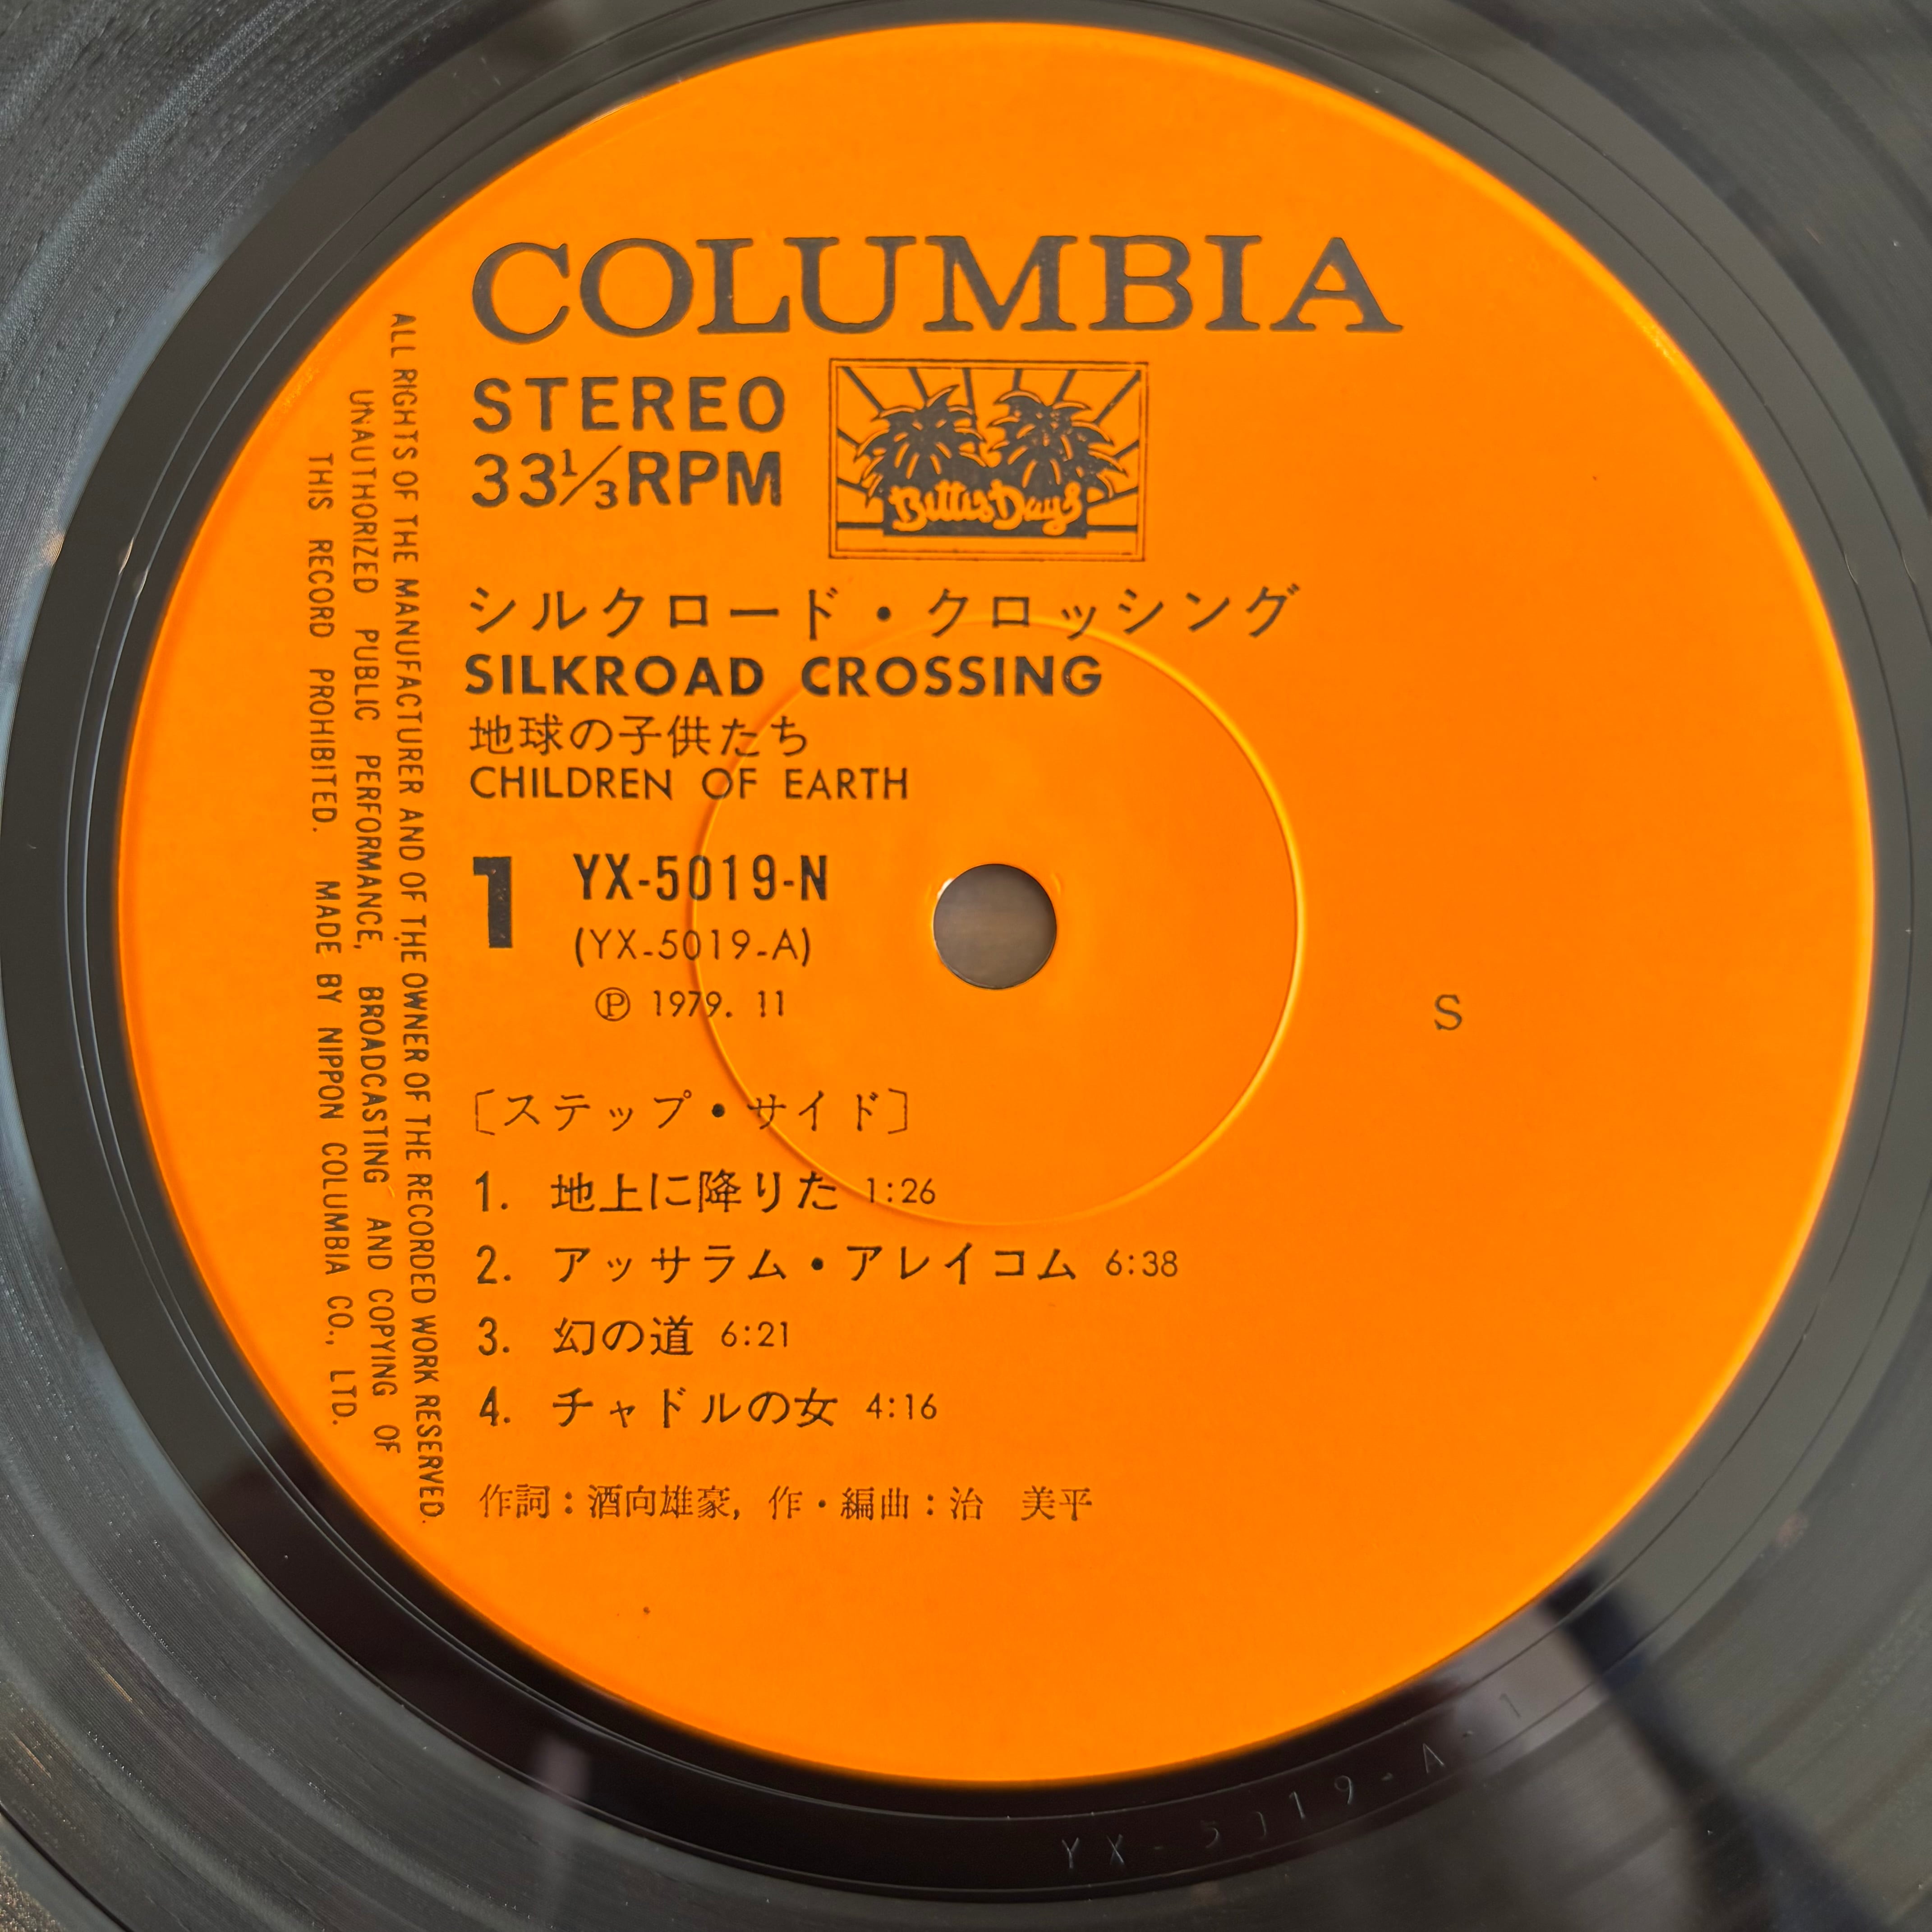 COLUMBIA
STEREO
33⅓RPM
Better Days
シルクロード・クロッシング
SILKROAD CROSSING
地球の子供たち
CHILDREN OF EARTH
1 YX-5019-N
(YX-5019-A)
Ⓟ 1979. 11
S
[ステップ・サイド]
1. 地上に降りた 1:26
2. アッサラム・アレイコム 6:38
3. 幻の道 6:21
4. チャドルの女 4:16
作詞:酒向雄豪, 作・編曲:治 美平
ALL RIGHTS OF THE MANUFACTURER AND OF THE OWNER OF THE RECORDED WORK RESERVED.
UNAUTHORIZED PUBLIC PERFORMANCE, BROADCASTING AND COPYING OF
THIS RECORD PROHIBITED. MADE BY NIPPON COLUMBIA CO., LTD.
YX-5019-A-1